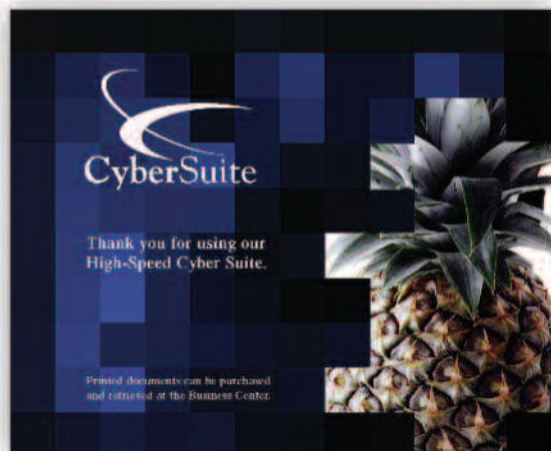 CyberSuite
Thank you for using our
High-Speed Cyber Suite.
Printed documents can be purchased
and retrieved at the Business Center.